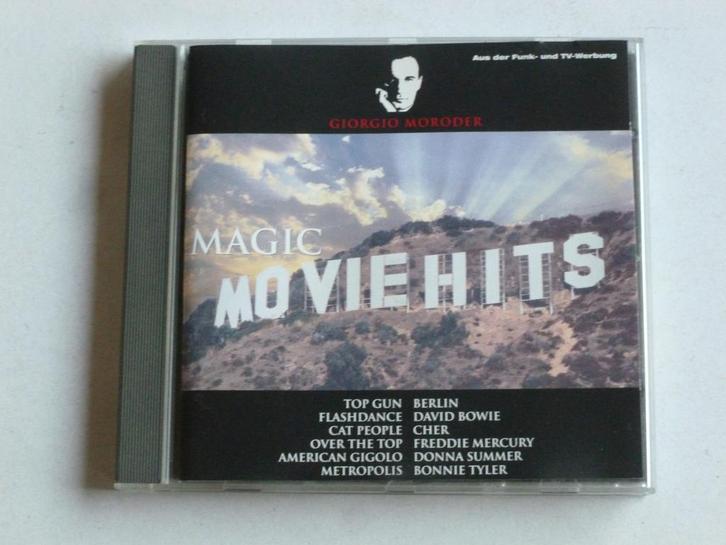 Aus der Funk- und TV-Werbung
GIORGIO MORODER
MAGIC
MOVIEHITS
TOP GUN BERLIN
FLASHDANCE DAVID BOWIE
CAT PEOPLE CHER
OVER THE TOP FREDDIE MERCURY
AMERICAN GIGOLO DONNA SUMMER
METROPOLIS BONNIE TYLER